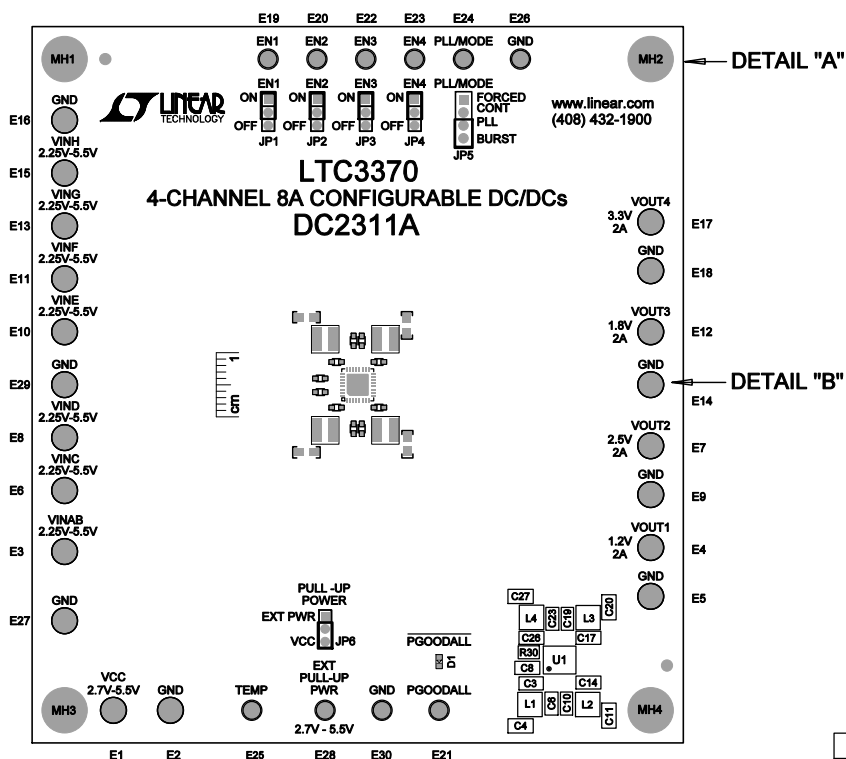 E19 E20 E22 E23 E24 E26
MH1 EN1 EN2 EN3 EN4 PLL/MODE GND MH2
DETAIL "A"
EN1 EN2 EN3 EN4 PLL/MODE
ON ON ON ON FORCED
CONT
PLL
OFF OFF OFF OFF BURST
JP1 JP2 JP3 JP4 JP5
LINEAR
TECHNOLOGY
www.linear.com
(408) 432-1900
LTC3370
4-CHANNEL 8A CONFIGURABLE DC/DCs
DC2311A
GND
E16
VINH
2.25V-5.5V
E15
VING
2.25V-5.5V
E13
VINF
2.25V-5.5V
E11
VINE
2.25V-5.5V
E10
GND
E29
VIND
2.25V-5.5V
E8
VINC
2.25V-5.5V
E6
VINAB
2.25V-5.5V
E3
GND
E27
1
cm
VOUT4
3.3V
2A
E17
GND
E18
VOUT3
1.8V
2A
E12
GND
DETAIL "B"
E14
VOUT2
2.5V
2A
E7
GND
E9
VOUT1
1.2V
2A
E4
GND
E5
PULL -UP
POWER
EXT PWR
VCC JP6
PGOODALL
D1
C27 C20
L4 C23 C19 L3
C26 C17
R30
C8 U1
C3 C14
L1 C6 C10 L2
C4 C11
MH3
VCC
2.7V-5.5V
GND
TEMP
EXT
PULL-UP
PWR
2.7V - 5.5V
GND
PGOODALL
MH4
E1 E2 E25 E28 E30 E21